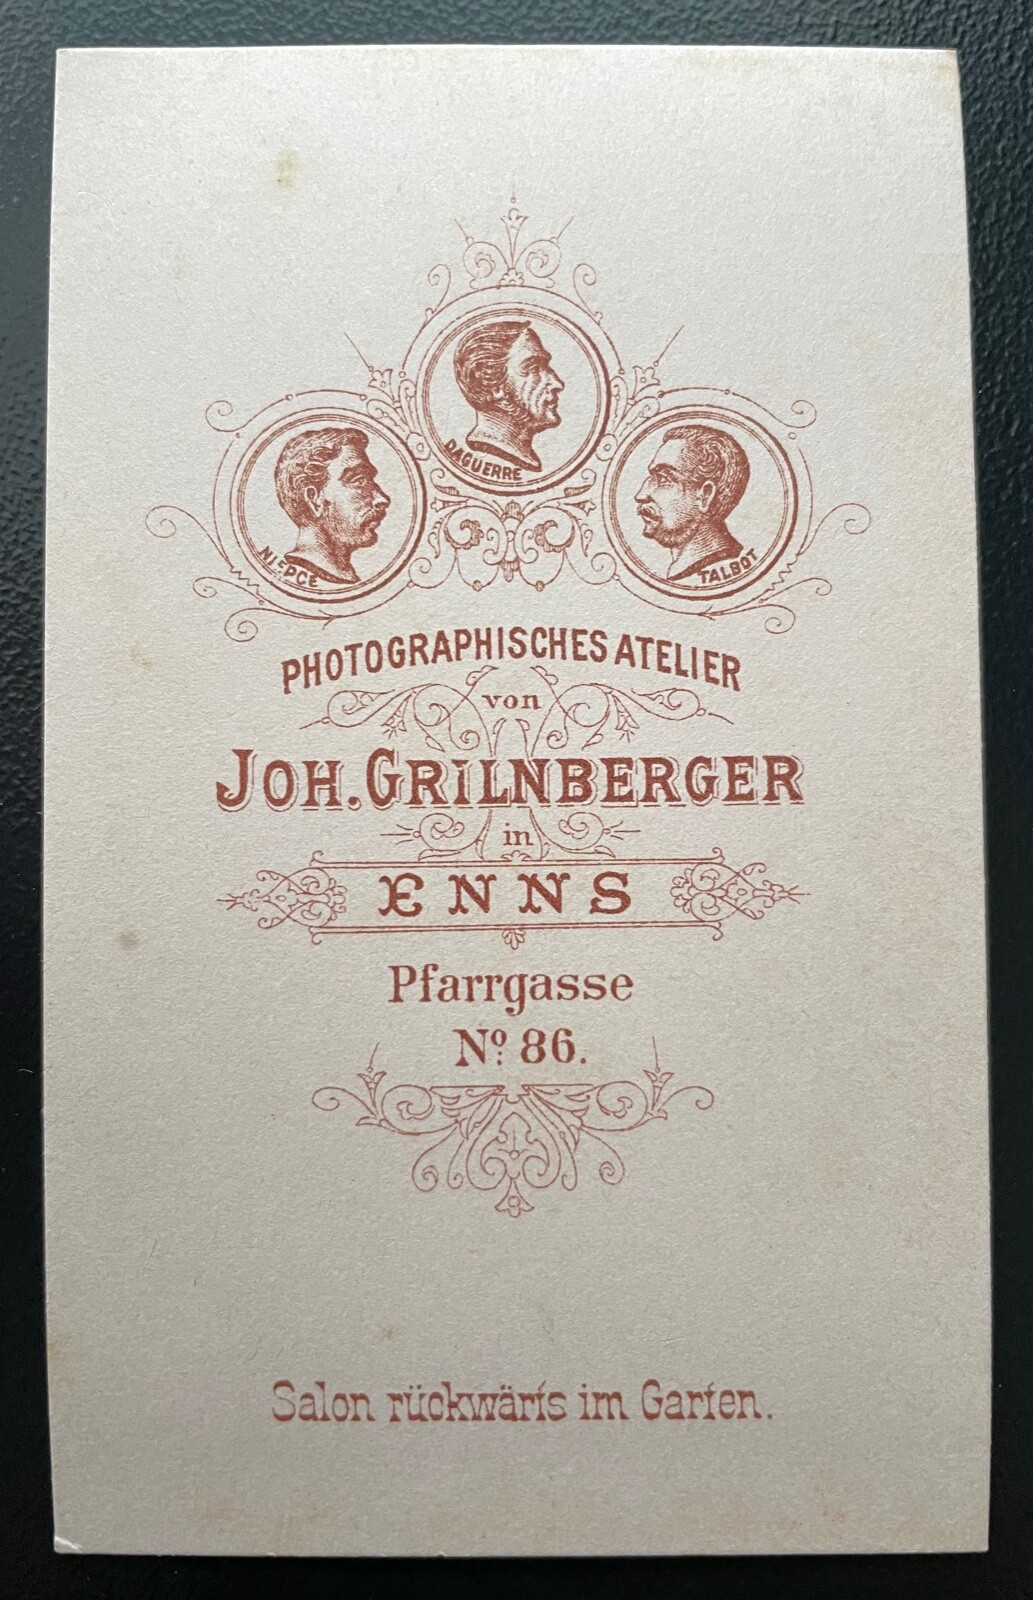 DAGUERRE
NIEPCE
TALBOT
PHOTOGRAPHISCHES ATELIER
von
JOH. GRILNBERGER
in
ENNS
Pfarrgasse
Nº 86.
Salon rückwärts im Garten.